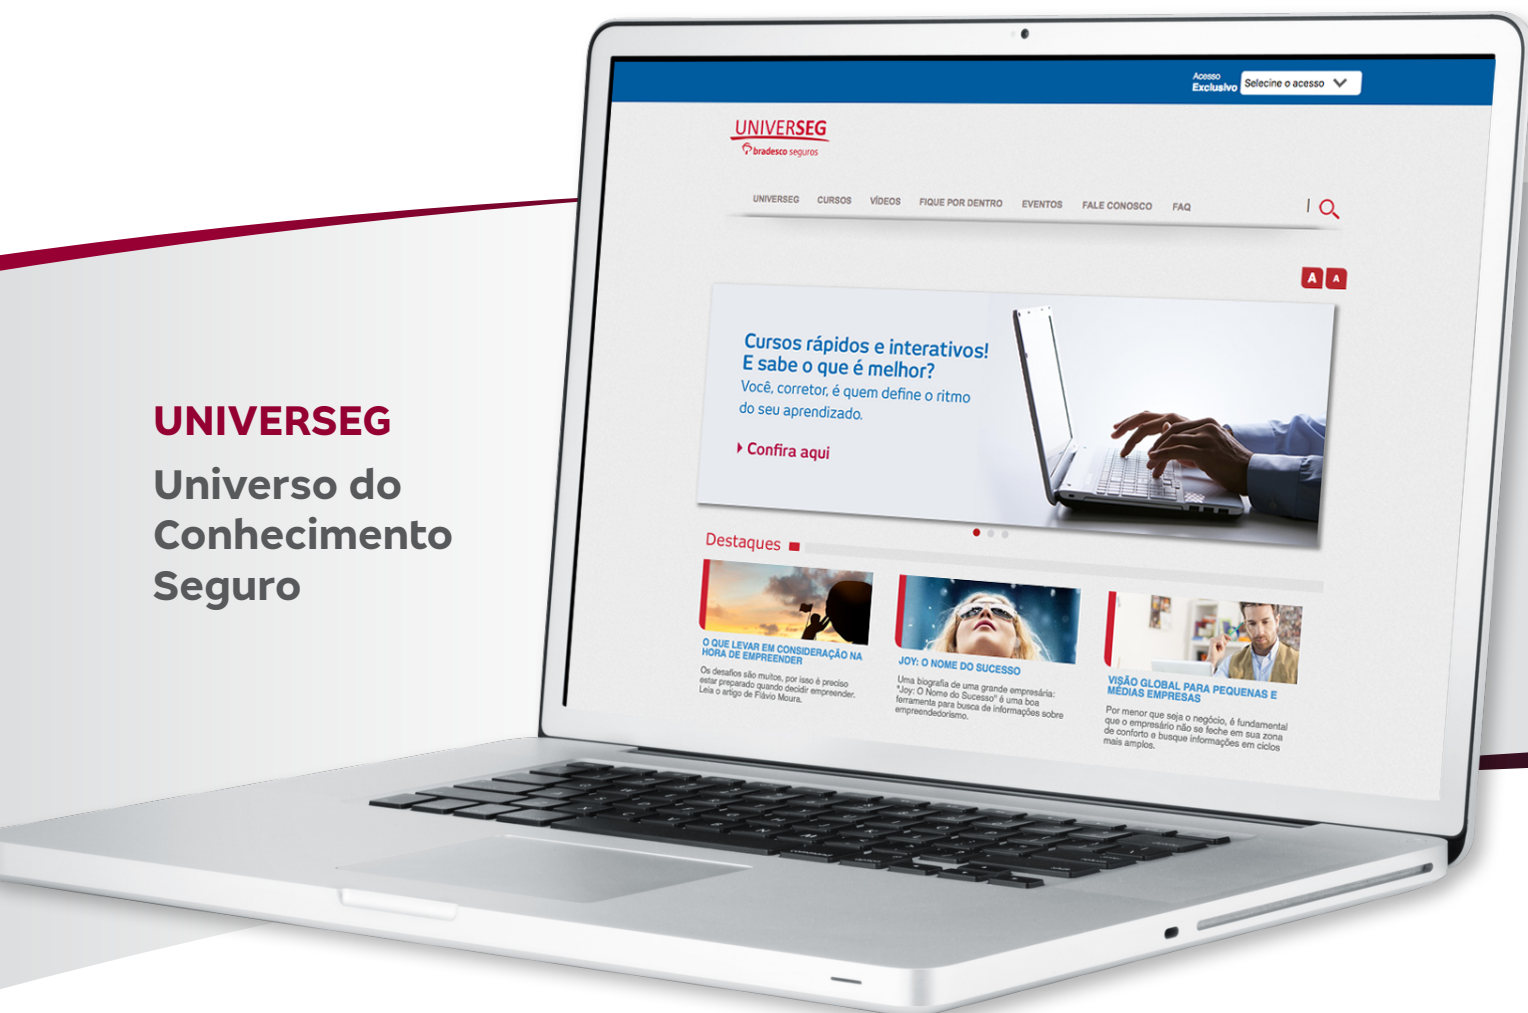 UNIVERSEG
Universo do
Conhecimento
Seguro
Acesso
Exclusivo
Selecine o acesso
UNIVERSEG
bradesco seguros
UNIVERSEG CURSOS VÍDEOS FIQUE POR DENTRO EVENTOS FALE CONOSCO FAQ
A A
Cursos rápidos e interativos!
E sabe o que é melhor?
Você, corretor, é quem define o ritmo
do seu aprendizado.
Confira aqui
Destaques
O QUE LEVAR EM CONSIDERAÇÃO NA
HORA DE EMPREENDER
Os desafios são muitos, por isso é preciso
estar preparado quando decidir empreender.
Leia o artigo de Flávio Moura.
JOY: O NOME DO SUCESSO
Uma biografia de uma grande empresária:
"Joy: O Nome do Sucesso" é uma boa
ferramenta para busca de informações sobre
empreendedorismo.
VISÃO GLOBAL PARA PEQUENAS E
MÉDIAS EMPRESAS
Por menor que seja o negócio, é fundamental
que o empresário não se feche em sua zona
de conforto e busque informações em ciclos
mais amplos.